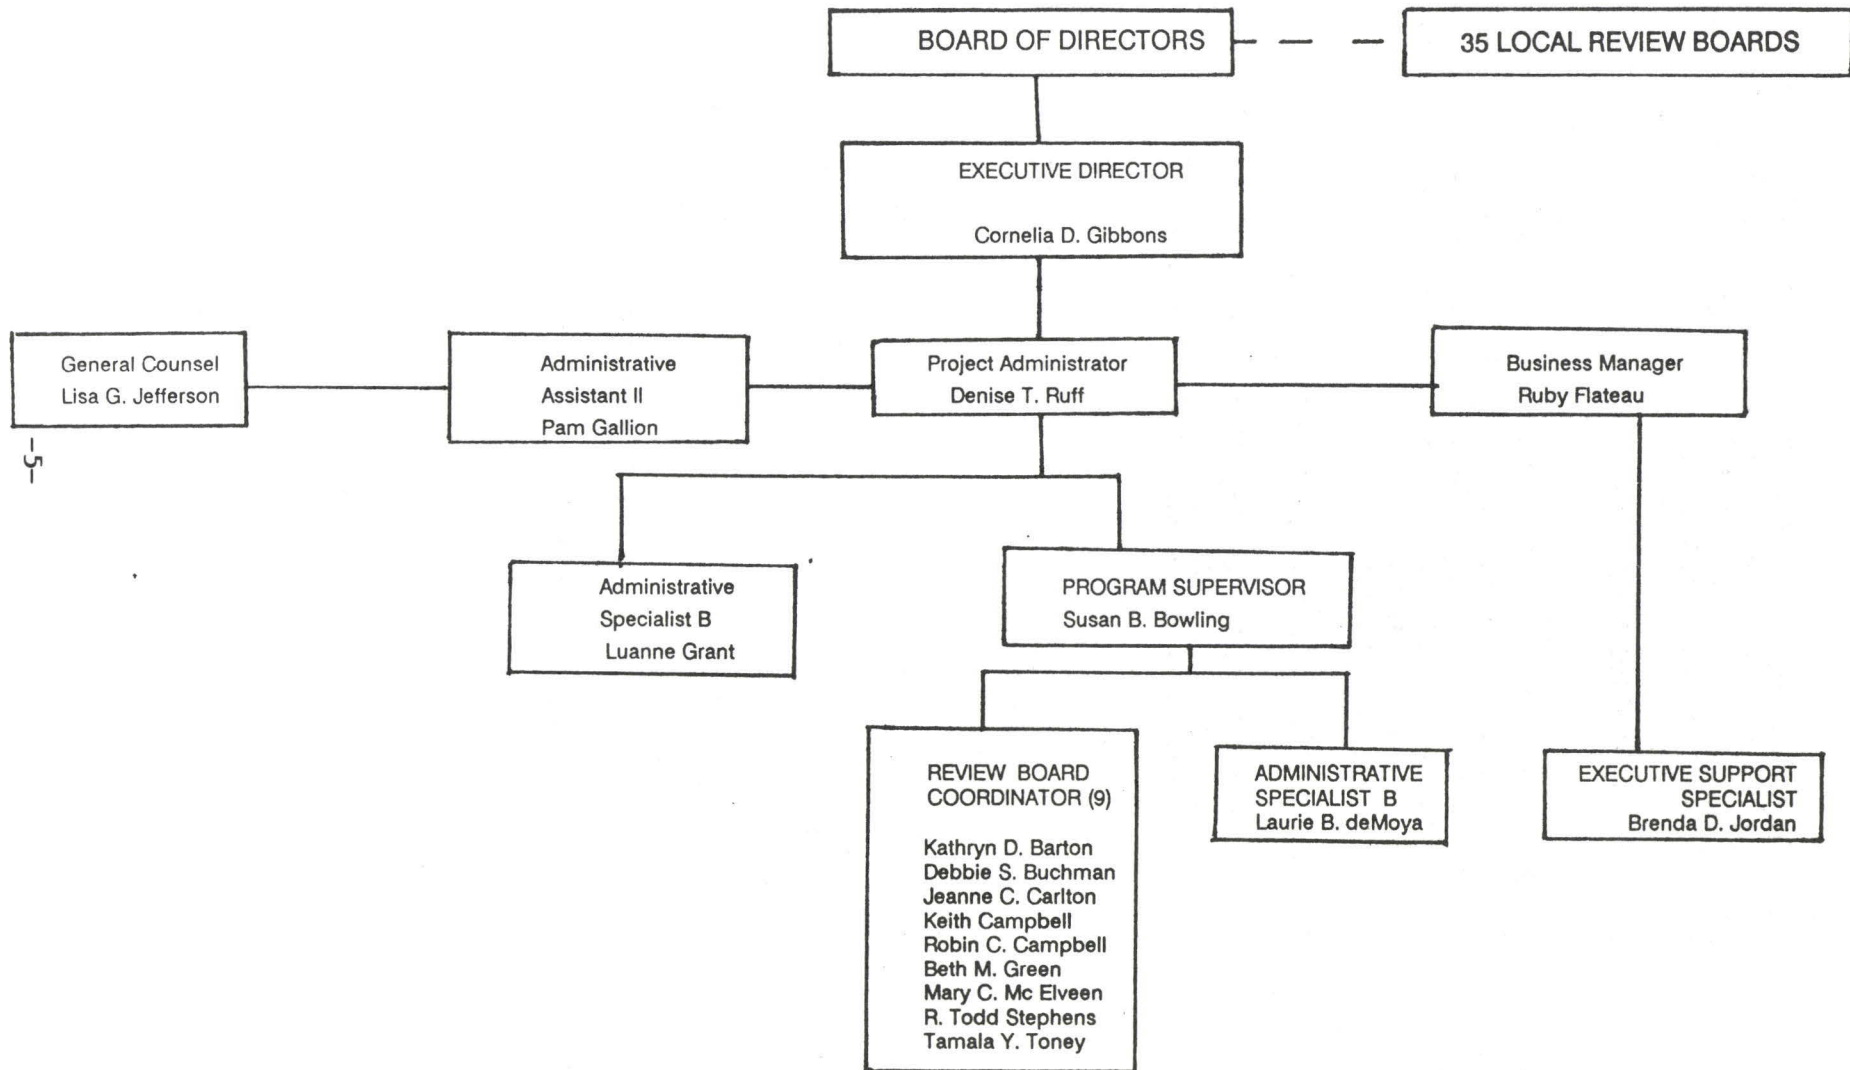 BOARD OF DIRECTORS
35 LOCAL REVIEW BOARDS
EXECUTIVE DIRECTOR
Cornelia D. Gibbons
General Counsel
Lisa G. Jefferson
Administrative
Assistant II
Pam Gallion
Project Administrator
Denise T. Ruff
Business Manager
Ruby Flateau
-5-
Administrative
Specialist B
Luanne Grant
PROGRAM SUPERVISOR
Susan B. Bowling
REVIEW BOARD
COORDINATOR (9)
Kathryn D. Barton
Debbie S. Buchman
Jeanne C. Carlton
Keith Campbell
Robin C. Campbell
Beth M. Green
Mary C. Mc Elveen
R. Todd Stephens
Tamala Y. Toney
ADMINISTRATIVE
SPECIALIST B
Laurie B. deMoya
EXECUTIVE SUPPORT
SPECIALIST
Brenda D. Jordan